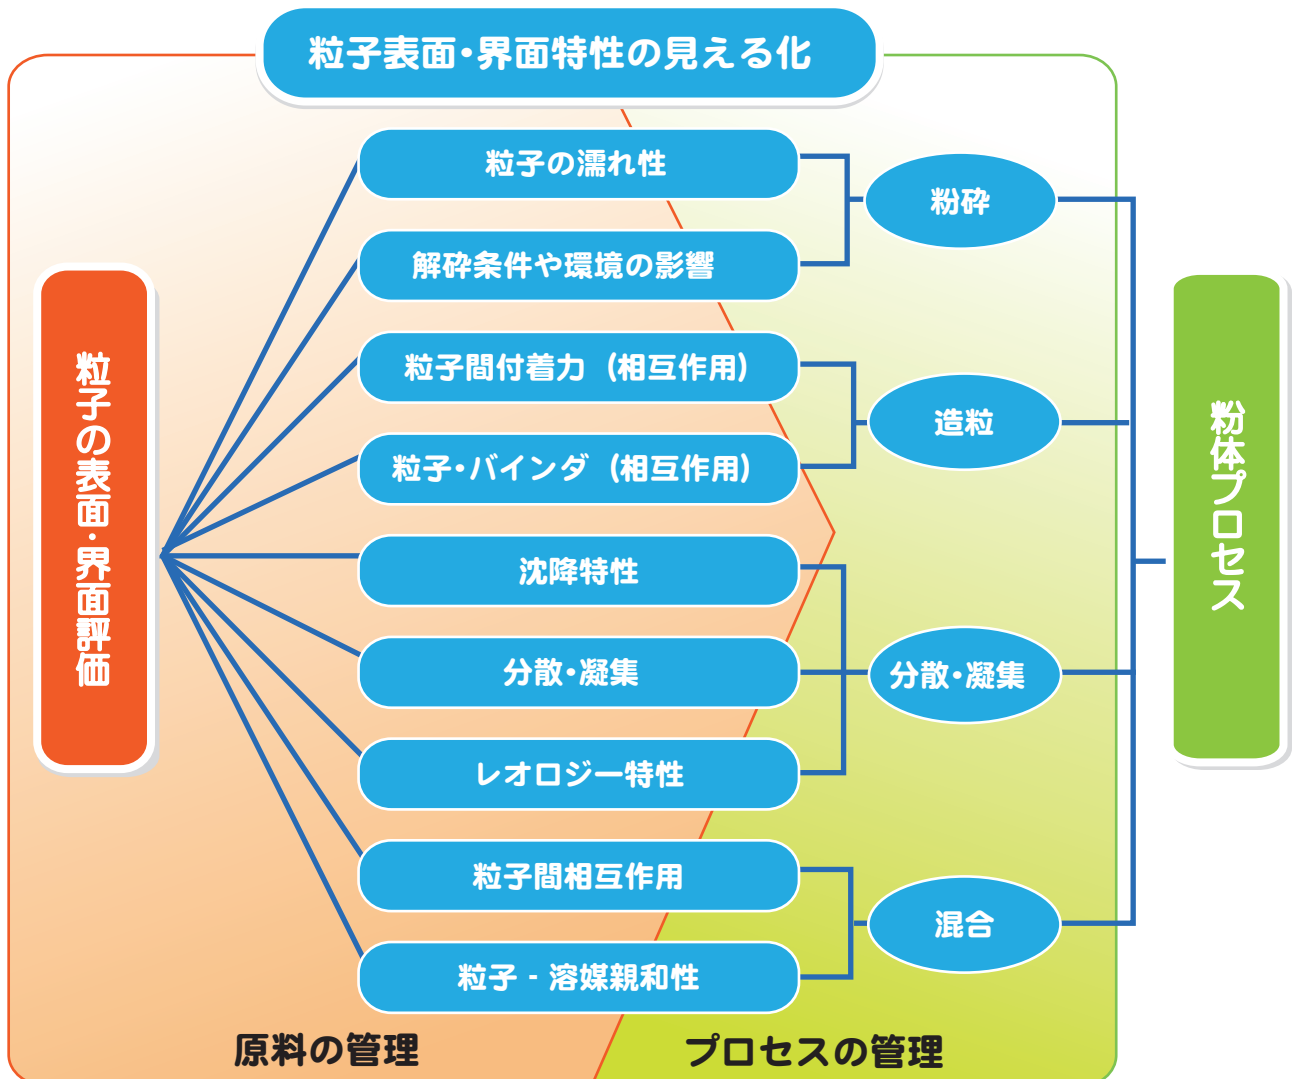 粒子表面・界面特性の見える化
粒子の濡れ性
解砕条件や環境の影響
粒子間付着力 (相互作用)
粒子・バインダ (相互作用)
沈降特性
分散・凝集
レオロジー特性
粒子間相互作用
粒子 - 溶媒親和性
粒子の表面・界面評価
粉砕
造粒
分散・凝集
混合
粉体プロセス
原料の管理
プロセスの管理